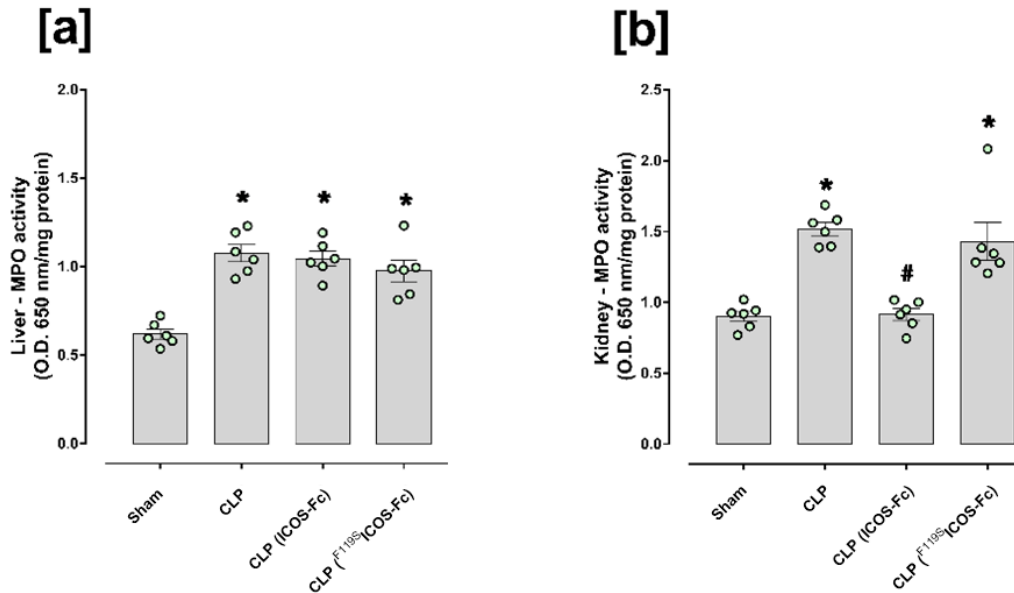 [a]
Liver - MPO activity
(O.D. 650 nm/mg protein)
2.0
1.5
1.0
0.5
0.0
*
*
*
Sham
CLP
CLP (ICOS-Fc)
CLP (F119SICOS-Fc)
[b]
Kidney - MPO activity
(O.D. 650 nm/mg protein)
2.5
2.0
1.5
1.0
0.5
0.0
*
#
*
Sham
CLP
CLP (ICOS-Fc)
CLP (F119SICOS-Fc)